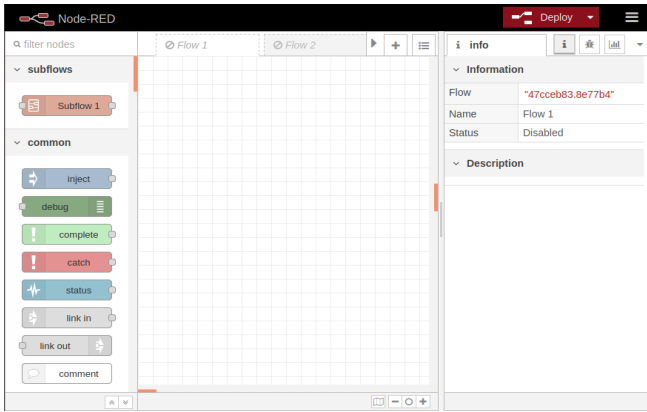 Node-RED
Deploy
filter nodes
Flow 1
Flow 2
info
subflows
Subflow 1
common
inject
debug
complete
catch
status
link in
link out
comment
Information
Flow "47cceb83.8e77b4"
Name Flow 1
Status Disabled
Description